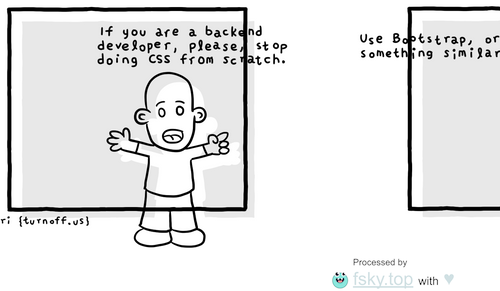 If you are a backend
developer, please, stop
doing CSS from scratch.
Use Bootstrap, or
something similar
ri {turnoff.us}
Processed by
fsky.top with ♥